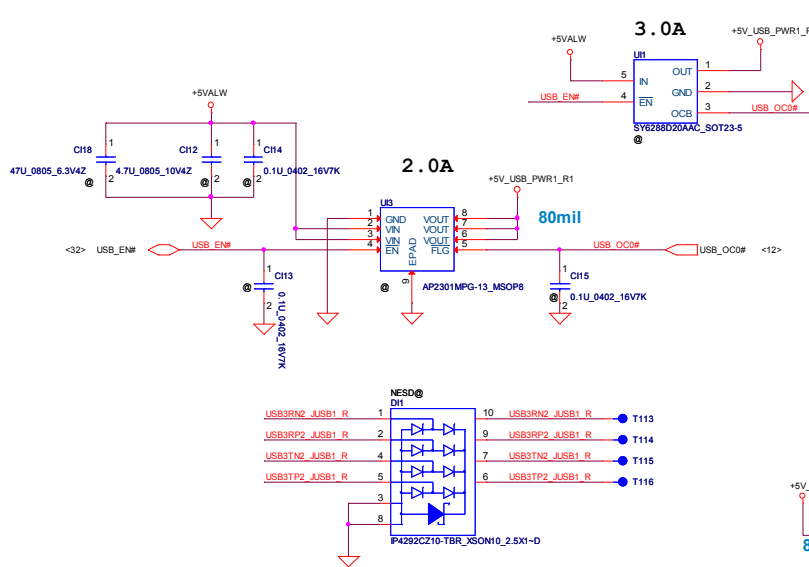 3.0A
+5V_USB_PWR1_R
+5VALW
UI1
5 IN
OUT 1
GND 2
USB_EN# 4 EN
OCB 3 USB_OC0#
SY6288D20AAC_SOT23-5
@
+5VALW
1 CI18
47U_0805_6.3V4Z
@ 2
1 CI12
4.7U_0805_10V4Z
@ 2
1 CI14
0.1U_0402_16V7K
@ 2
2.0A
+5V_USB_PWR1_R1
80mil
UI3
1 GND VOUT 8
2 VIN VOUT 7
3 VIN VOUT 6
4 EN FLG 5
EPAD
9
@ AP2301MPG-13_MSOP8
<32> USB_EN# USB_EN#
USB_OC0# USB_OC0# <12>
1 CI13
@
2
0.1U_0402_16V7K
1 CI15
@ 0.1U_0402_16V7K
2
NESD@
DI1
USB3RN2_JUSB1_R 1 10 USB3RN2_JUSB1_R T113
USB3RP2_JUSB1_R 2 9 USB3RP2_JUSB1_R T114
USB3TN2_JUSB1_R 4 7 USB3TN2_JUSB1_R T115
USB3TP2_JUSB1_R 5 6 USB3TP2_JUSB1_R T116
3
8
IP4292CZ10-TBR_XSON10_2.5X1~D
+5V_
8